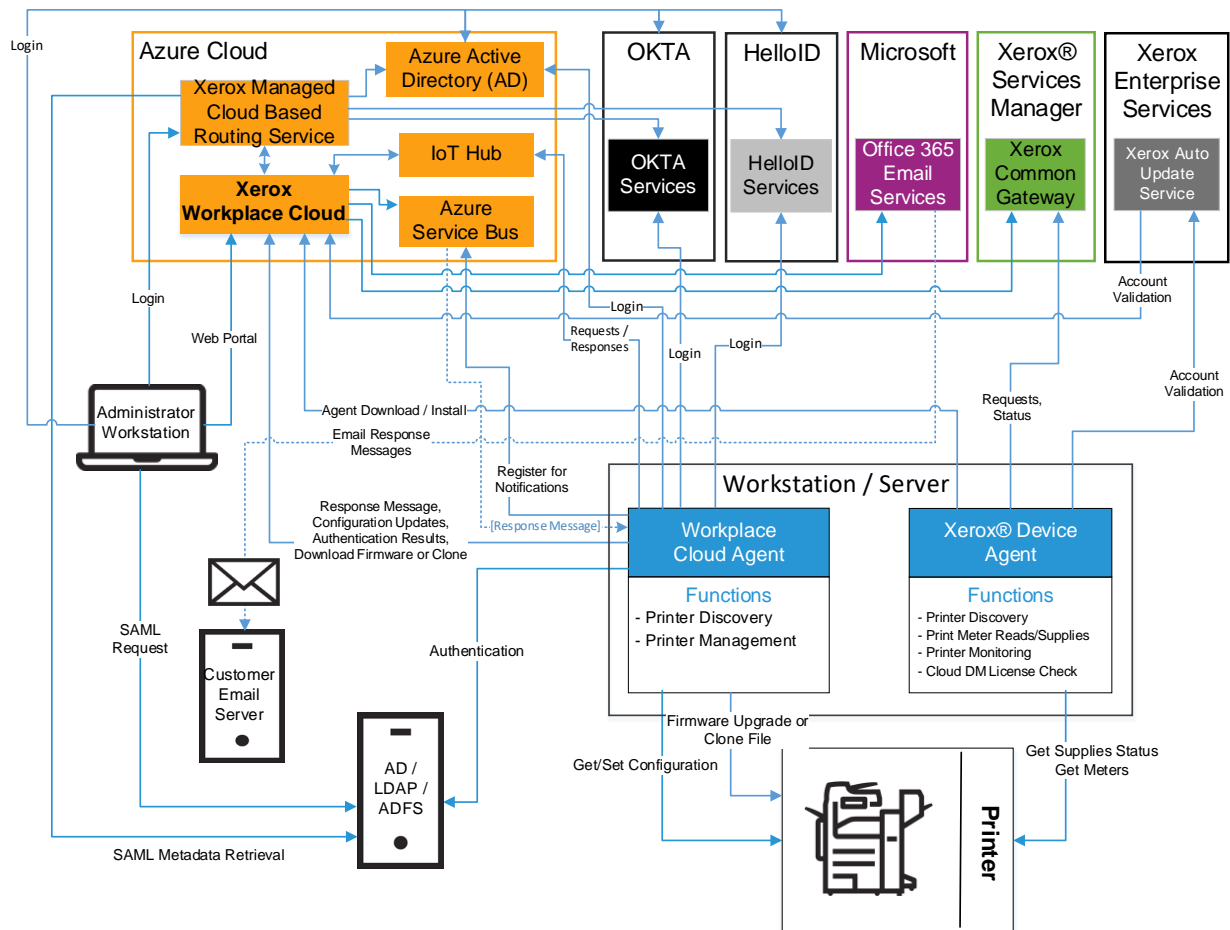 Login
Azure Cloud
Azure Active
Directory (AD)
Xerox Managed
Cloud Based
Routing Service
IoT Hub
Xerox
Workplace Cloud
Azure
Service Bus
OKTA
OKTA
Services
HelloID
HelloID
Services
Microsoft
Office 365
Email
Services
Xerox®
Services
Manager
Xerox
Common
Gateway
Xerox
Enterprise
Services
Xerox Auto
Update
Service
Login
Web Portal
Login
Requests /
Responses
Login
Login
Account
Validation
Account
Validation
Administrator
Workstation
Agent Download / Install
Email Response
Messages
Requests,
Status
Register for
Notifications
Response Message,
Configuration Updates,
Authentication Results,
Download Firmware or Clone
[Response Message]
Workstation / Server
Workplace
Cloud Agent
Functions
- Printer Discovery
- Printer Management
Xerox® Device
Agent
Functions
- Printer Discovery
- Print Meter Reads/Supplies
- Printer Monitoring
- Cloud DM License Check
SAML
Request
Customer
Email
Server
Authentication
AD /
LDAP /
ADFS
SAML Metadata Retrieval
Firmware Upgrade or
Clone File
Get/Set Configuration
Get Supplies Status
Get Meters
Printer